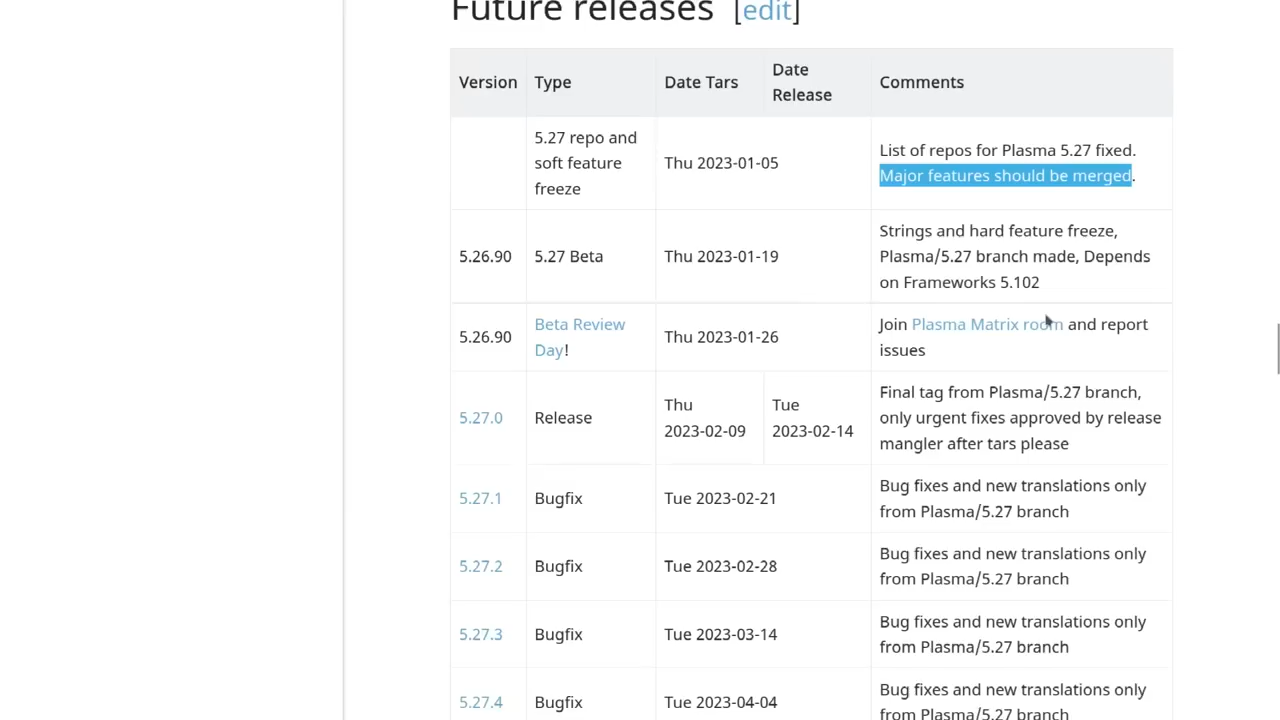 Future releases [edit]
Version Type Date Tars Date Release Comments
5.27 repo and soft feature freeze Thu 2023-01-05 List of repos for Plasma 5.27 fixed. Major features should be merged.
5.26.90 5.27 Beta Thu 2023-01-19 Strings and hard feature freeze, Plasma/5.27 branch made, Depends on Frameworks 5.102
5.26.90 Beta Review Day! Thu 2023-01-26 Join Plasma Matrix room and report issues
5.27.0 Release Thu 2023-02-09 Tue 2023-02-14 Final tag from Plasma/5.27 branch, only urgent fixes approved by release mangler after tars please
5.27.1 Bugfix Tue 2023-02-21 Bug fixes and new translations only from Plasma/5.27 branch
5.27.2 Bugfix Tue 2023-02-28 Bug fixes and new translations only from Plasma/5.27 branch
5.27.3 Bugfix Tue 2023-03-14 Bug fixes and new translations only from Plasma/5.27 branch
5.27.4 Bugfix Tue 2023-04-04 Bug fixes and new translations only from Plasma/5.27 branch